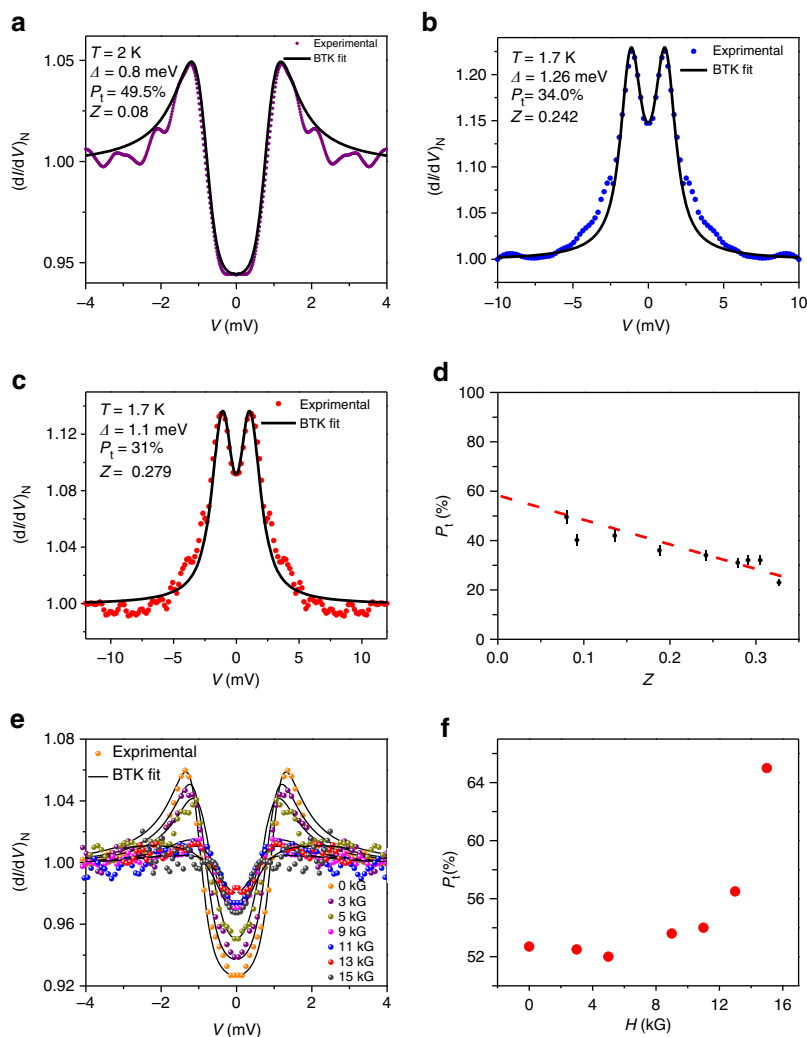 a
T = 2 K
Δ = 0.8 meV
Pt = 49.5%
Z = 0.08
Experimental
BTK fit
1.05
1.00
0.95
(dI/dV)N
−4
−2
0
2
4
V (mV)
b
T = 1.7 K
Δ = 1.26 meV
Pt = 34.0%
Z = 0.242
Experimental
BTK fit
1.20
1.15
1.10
1.05
1.00
(dI/dV)N
−10
−5
0
5
10
V (mV)
c
T = 1.7 K
Δ = 1.1 meV
Pt = 31%
Z = 0.279
Exprimental
BTK fit
1.12
1.08
1.04
1.00
(dI/dV)N
−10
−5
0
5
10
V (mV)
d
100
80
60
40
20
0
Pt (%)
0.0
0.1
0.2
0.3
Z
e
Exprimental
BTK fit
1.08
1.04
1.00
0.96
0.92
(dI/dV)N
0 kG
3 kG
5 kG
9 kG
11 kG
13 kG
15 kG
−4
−2
0
2
4
V (mV)
f
64
60
56
52
Pt(%)
0
4
8
12
16
H (kG)